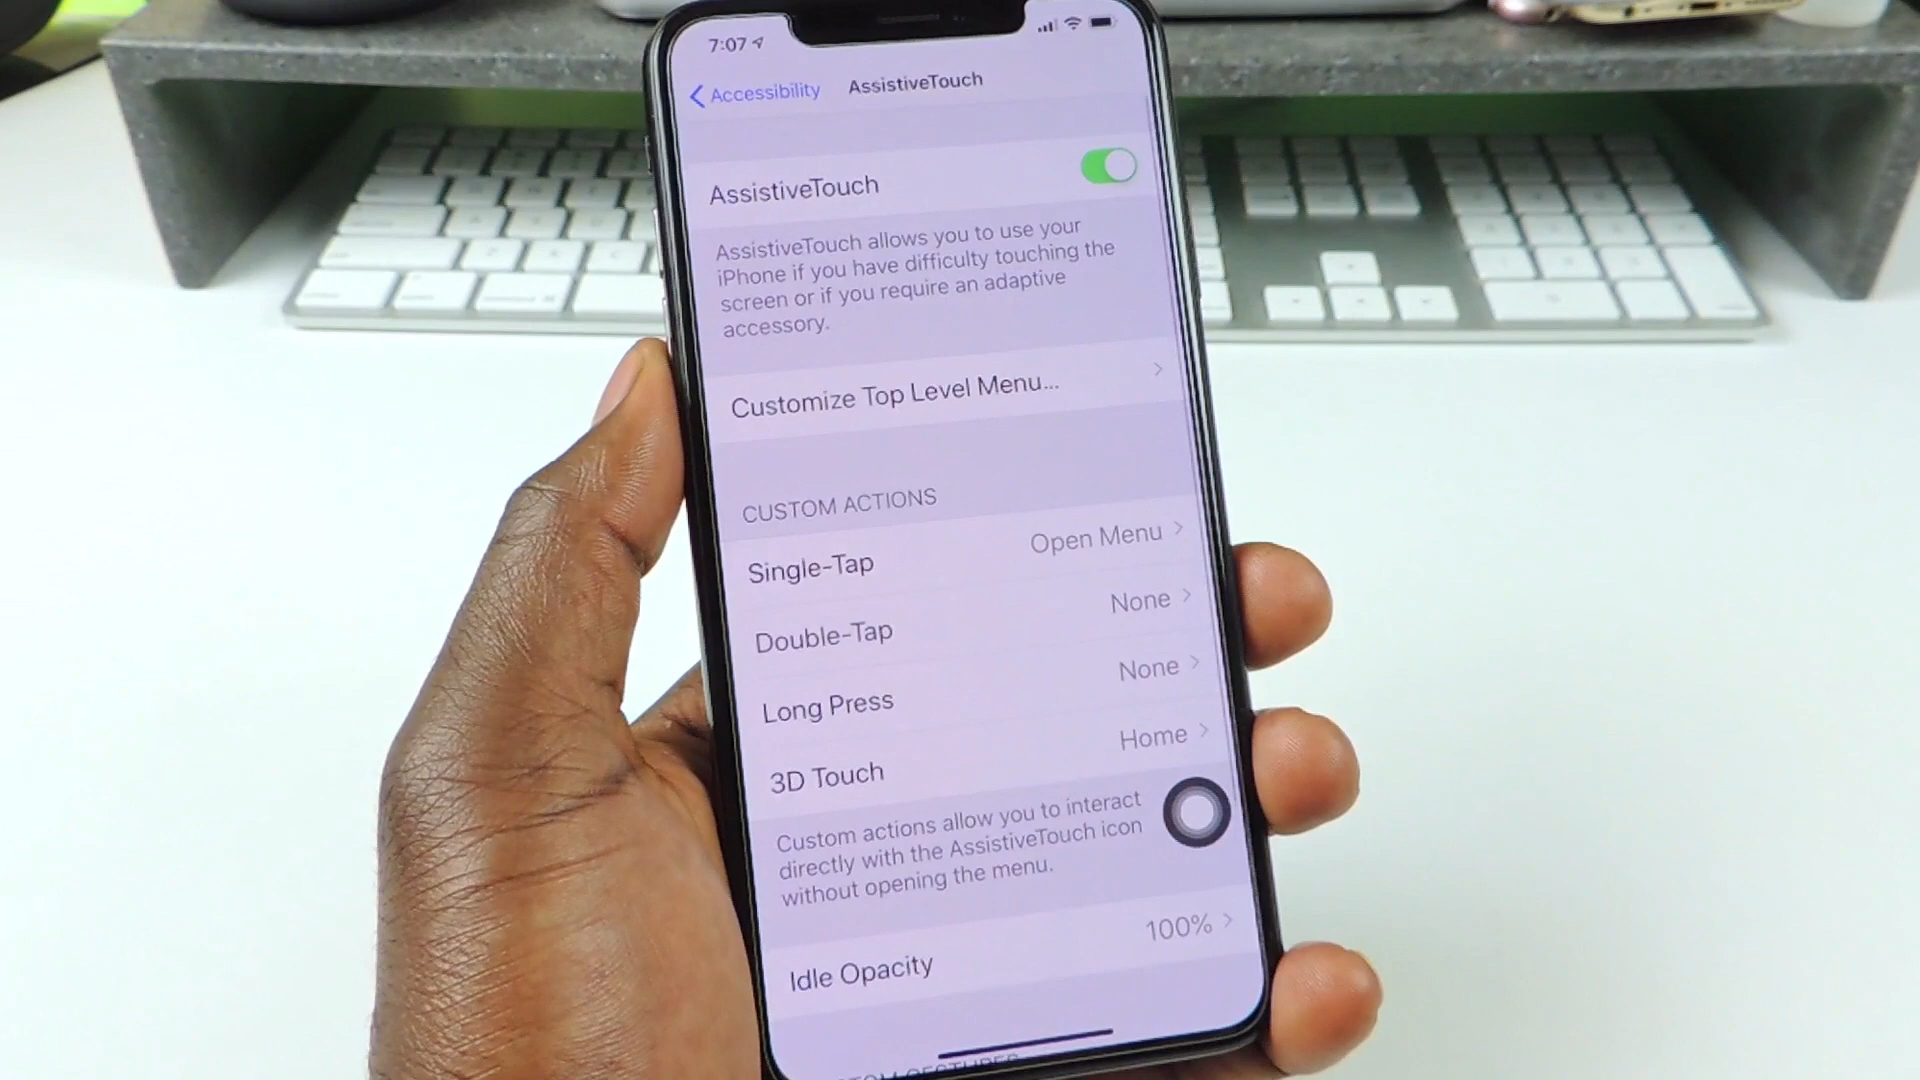 7:07
Accessibility AssistiveTouch
AssistiveTouch
AssistiveTouch allows you to use your
iPhone if you have difficulty touching the
screen or if you require an adaptive
accessory.
Customize Top Level Menu...
CUSTOM ACTIONS
Single-Tap Open Menu
Double-Tap None
Long Press None
3D Touch Home
Custom actions allow you to interact
directly with the AssistiveTouch icon
without opening the menu.
Idle Opacity 100%